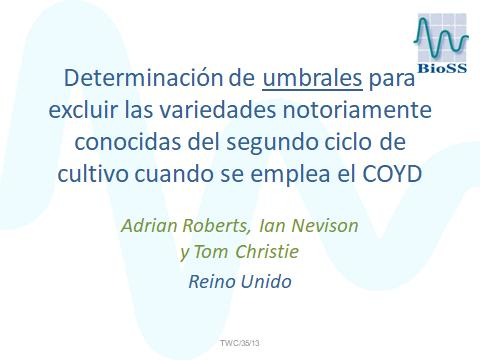 BioSS
Determinación de umbrales para
excluir las variedades notoriamente
conocidas del segundo ciclo de
cultivo cuando se emplea el COYD
Adrian Roberts, Ian Nevison
y Tom Christie
Reino Unido
TWC/35/13